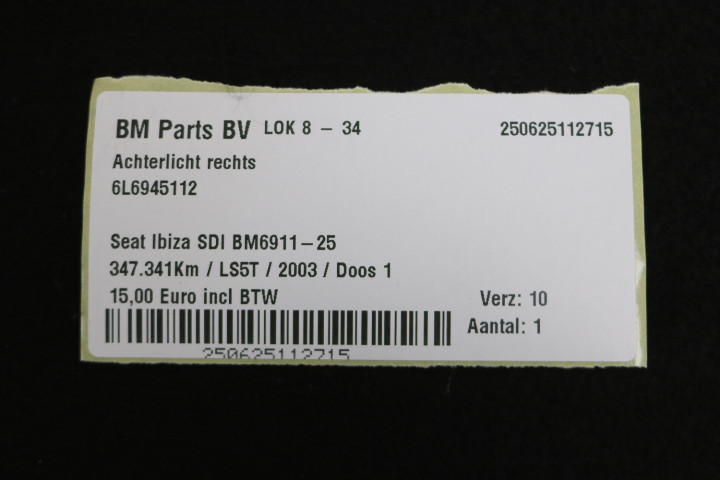 BM Parts BV LOK 8 – 34 250625112715
Achterlicht rechts
6L6945112
Seat Ibiza SDI BM6911–25
347.341Km / LS5T / 2003 / Doos 1
15,00 Euro incl BTW Verz: 10
Aantal: 1
250625112715